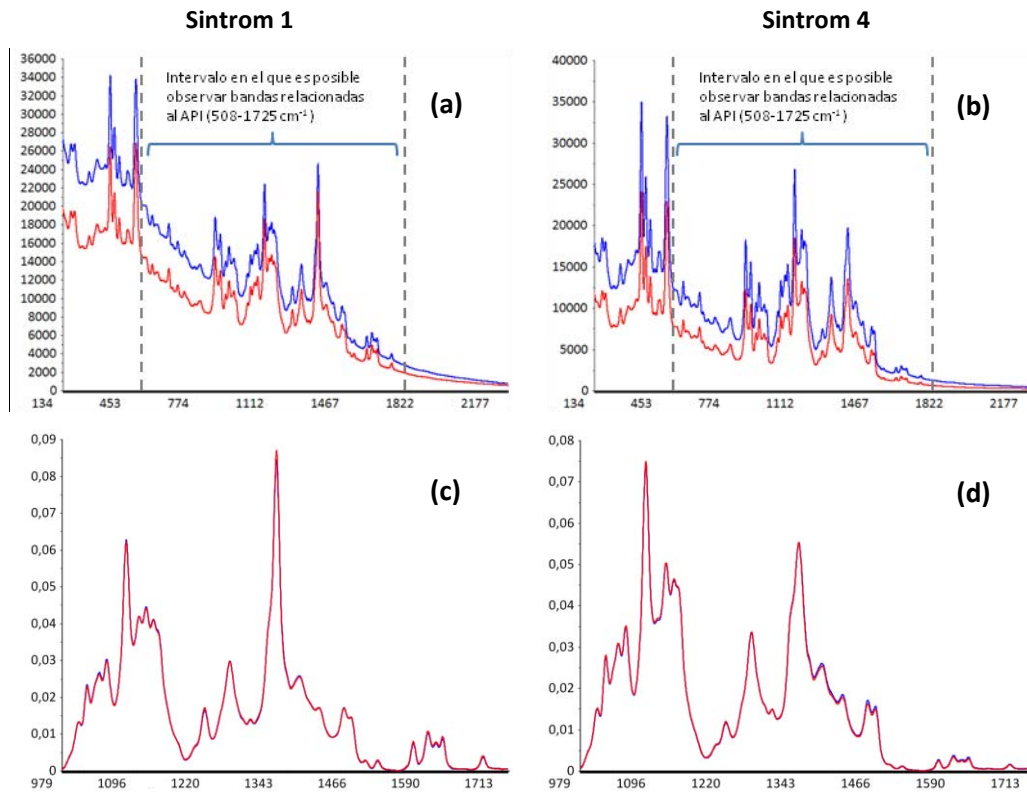 Sintrom 1
Sintrom 4
36000
34000
32000
30000
28000
26000
24000
22000
20000
18000
16000
14000
12000
10000
8000
6000
4000
2000
0
134 453 774 1112 1467 1822 2177
Intervalo en el que es posible
observar bandas relacionadas
al API (508-1725 cm⁻¹)
(a)
40000
35000
30000
25000
20000
15000
10000
5000
0
134 453 774 1112 1467 1822 2177
Intervalo en el que es posible
observar bandas relacionadas
al API (508-1725 cm⁻¹)
(b)
0,09
0,08
0,07
0,06
0,05
0,04
0,03
0,02
0,01
0
979 1096 1220 1343 1466 1590 1713
(c)
0,08
0,07
0,06
0,05
0,04
0,03
0,02
0,01
0
979 1096 1220 1343 1466 1590 1713
(d)